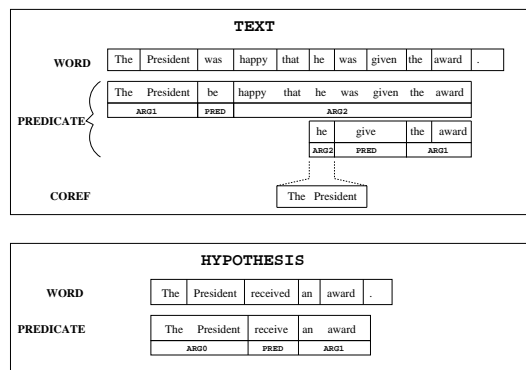 TEXT
WORD The President was happy that he was given the award .
The President be happy that he was given the award
ARG1 PRED ARG2
PREDICATE
he give the award
ARG2 PRED ARG1
COREF The President
HYPOTHESIS
WORD The President received an award .
PREDICATE The President receive an award
ARG0 PRED ARG1